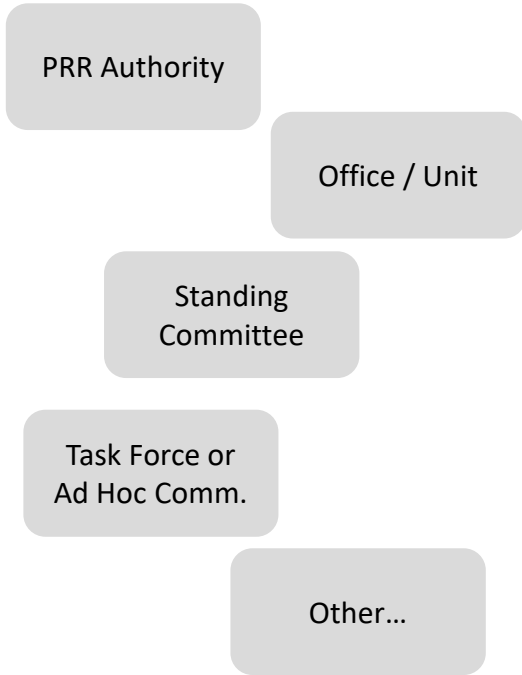 PRR Authority
Office / Unit
Standing
Committee
Task Force or
Ad Hoc Comm.
Other…